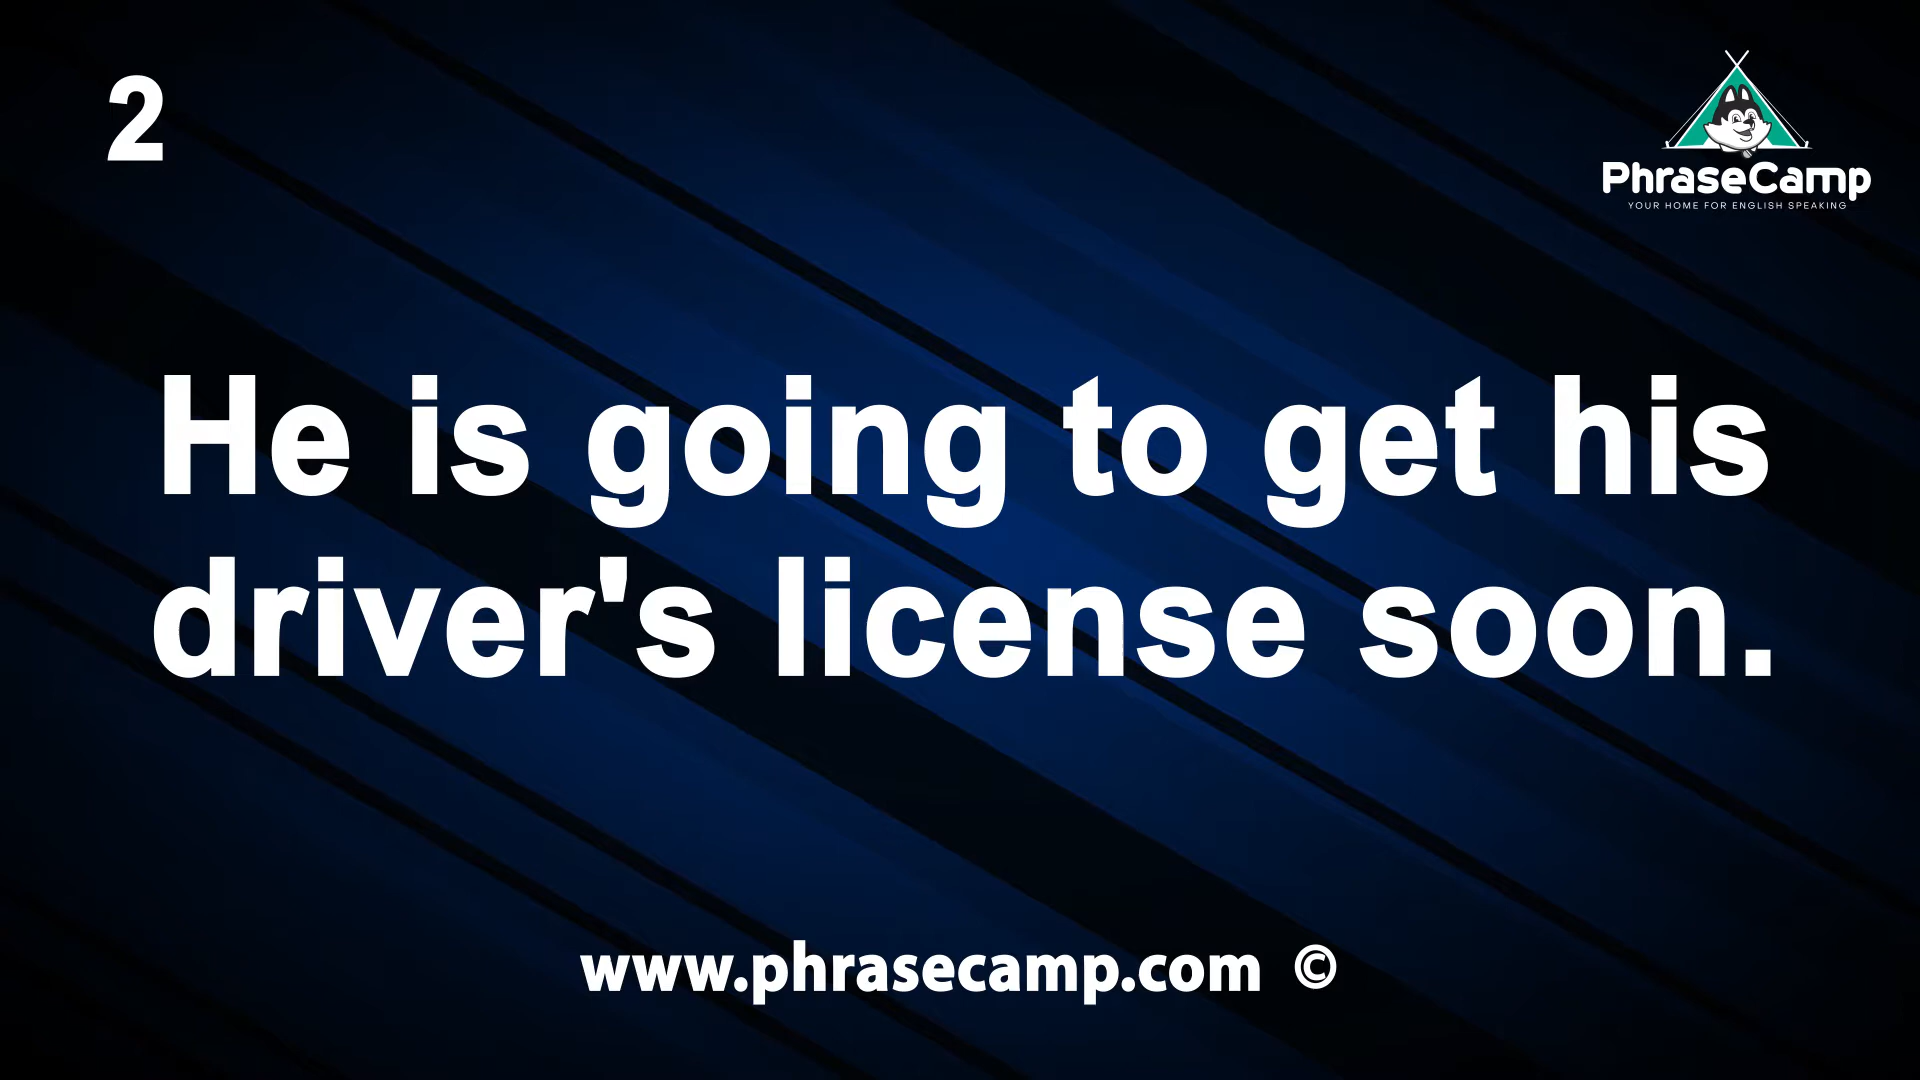 2
PhraseCamp
YOUR HOME FOR ENGLISH SPEAKING
He is going to get his
driver's license soon.
www.phrasecamp.com ©